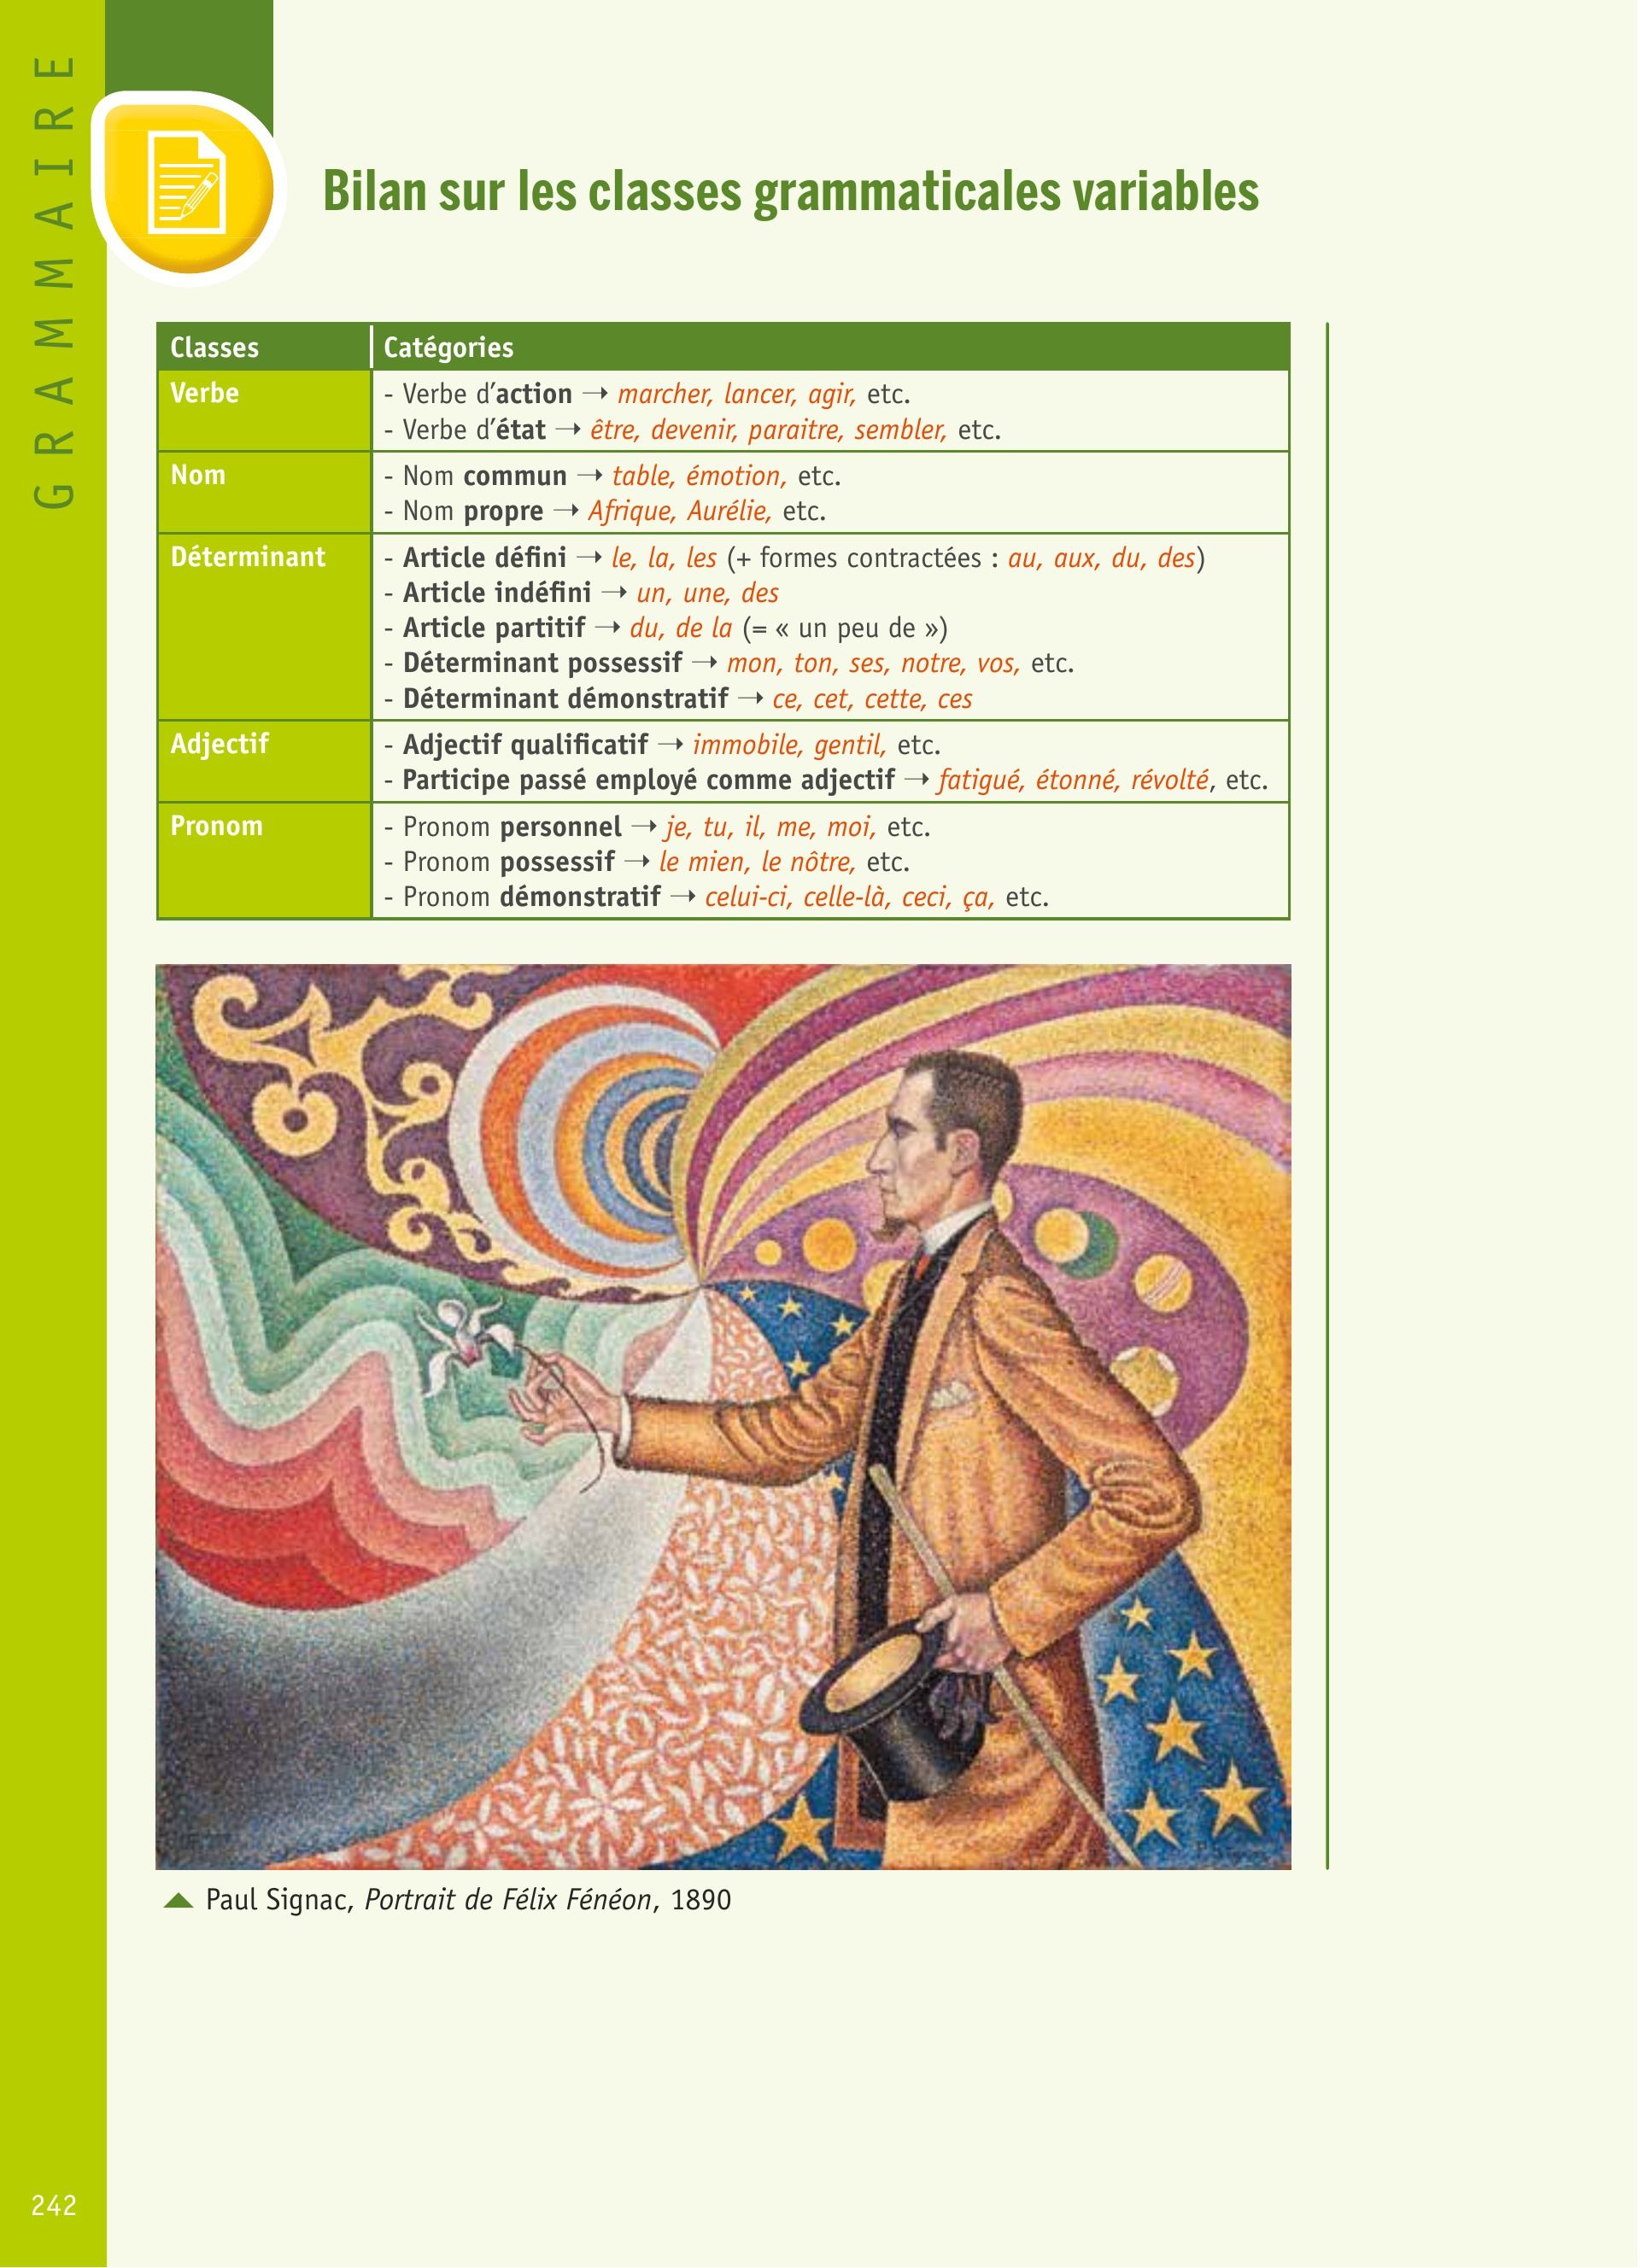 GRAMMAIRE
Bilan sur les classes grammaticales variables
Classes Catégories
Verbe - Verbe d'action → marcher, lancer, agir, etc.
- Verbe d'état → être, devenir, paraitre, sembler, etc.
Nom - Nom commun → table, émotion, etc.
- Nom propre → Afrique, Aurélie, etc.
Déterminant - Article défini → le, la, les (+ formes contractées : au, aux, du, des)
- Article indéfini → un, une, des
- Article partitif → du, de la (= « un peu de »)
- Déterminant possessif → mon, ton, ses, notre, vos, etc.
- Déterminant démonstratif → ce, cet, cette, ces
Adjectif - Adjectif qualificatif → immobile, gentil, etc.
- Participe passé employé comme adjectif → fatigué, étonné, révolté, etc.
Pronom - Pronom personnel → je, tu, il, me, moi, etc.
- Pronom possessif → le mien, le nôtre, etc.
- Pronom démonstratif → celui-ci, celle-là, ceci, ça, etc.
Paul Signac, Portrait de Félix Fénéon, 1890
242